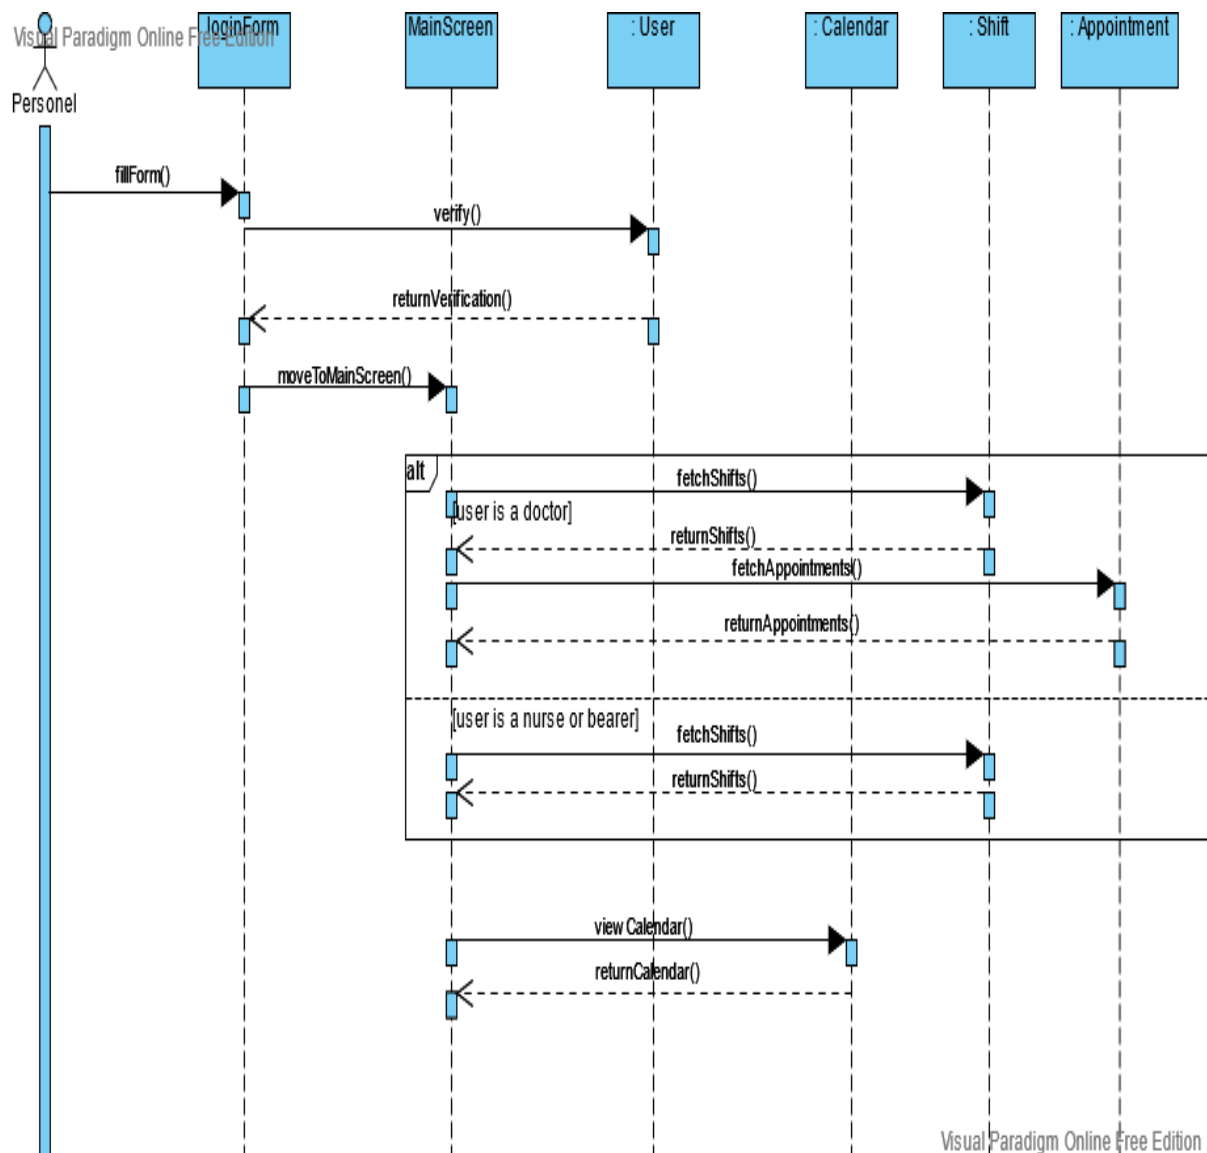 loginForm
MainScreen
: User
: Calendar
: Shift
: Appointment
Visual Paradigm Online Free Edition
Personel
fillForm()
verify()
returnVerification()
moveToMainScreen()
alt
fetchShifts()
[user is a doctor]
returnShifts()
fetchAppointments()
returnAppointments()
[user is a nurse or bearer]
fetchShifts()
returnShifts()
view Calendar()
returnCalendar()
Visual Paradigm Online Free Edition